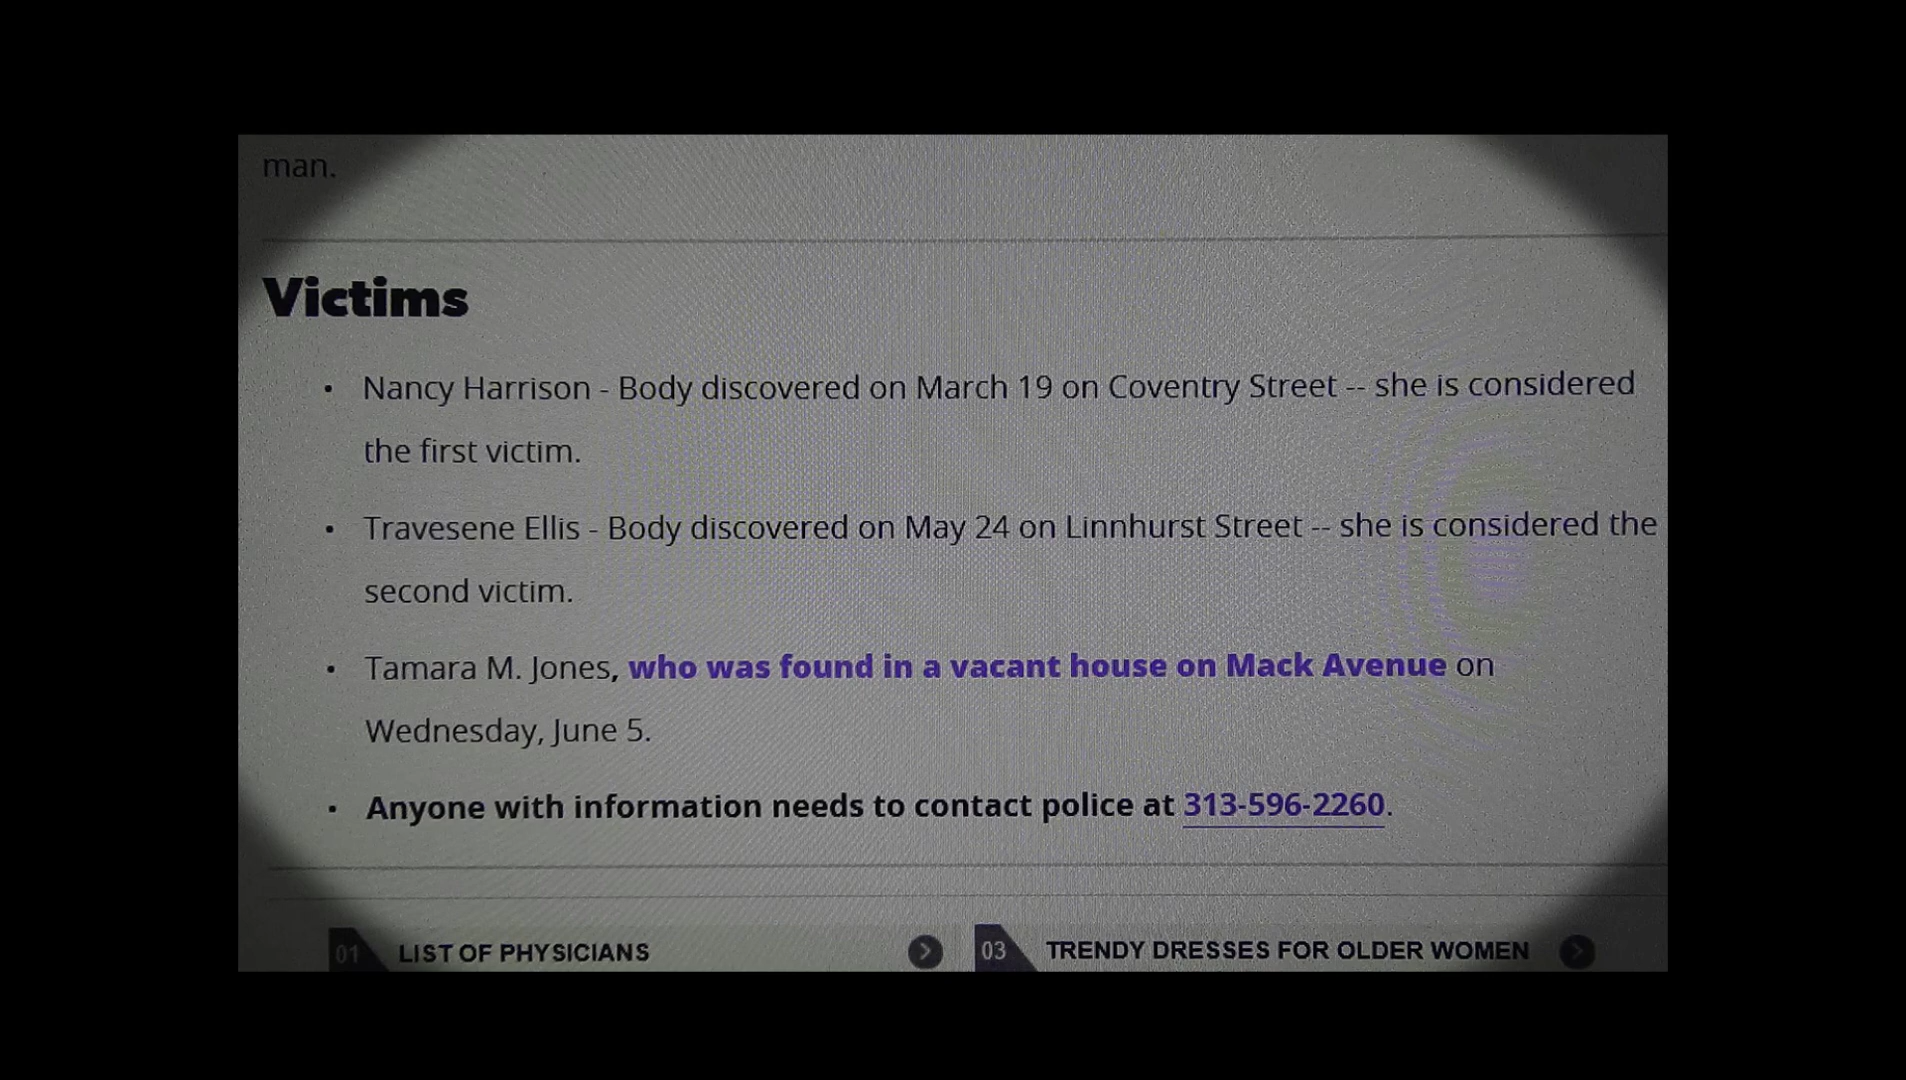 man.
Victims
• Nancy Harrison - Body discovered on March 19 on Coventry Street -- she is considered
the first victim.
• Travesene Ellis - Body discovered on May 24 on Linnhurst Street -- she is considered the
second victim.
• Tamara M. Jones, who was found in a vacant house on Mack Avenue on
Wednesday, June 5.
• Anyone with information needs to contact police at 313-596-2260.
01 LIST OF PHYSICIANS
03 TRENDY DRESSES FOR OLDER WOMEN